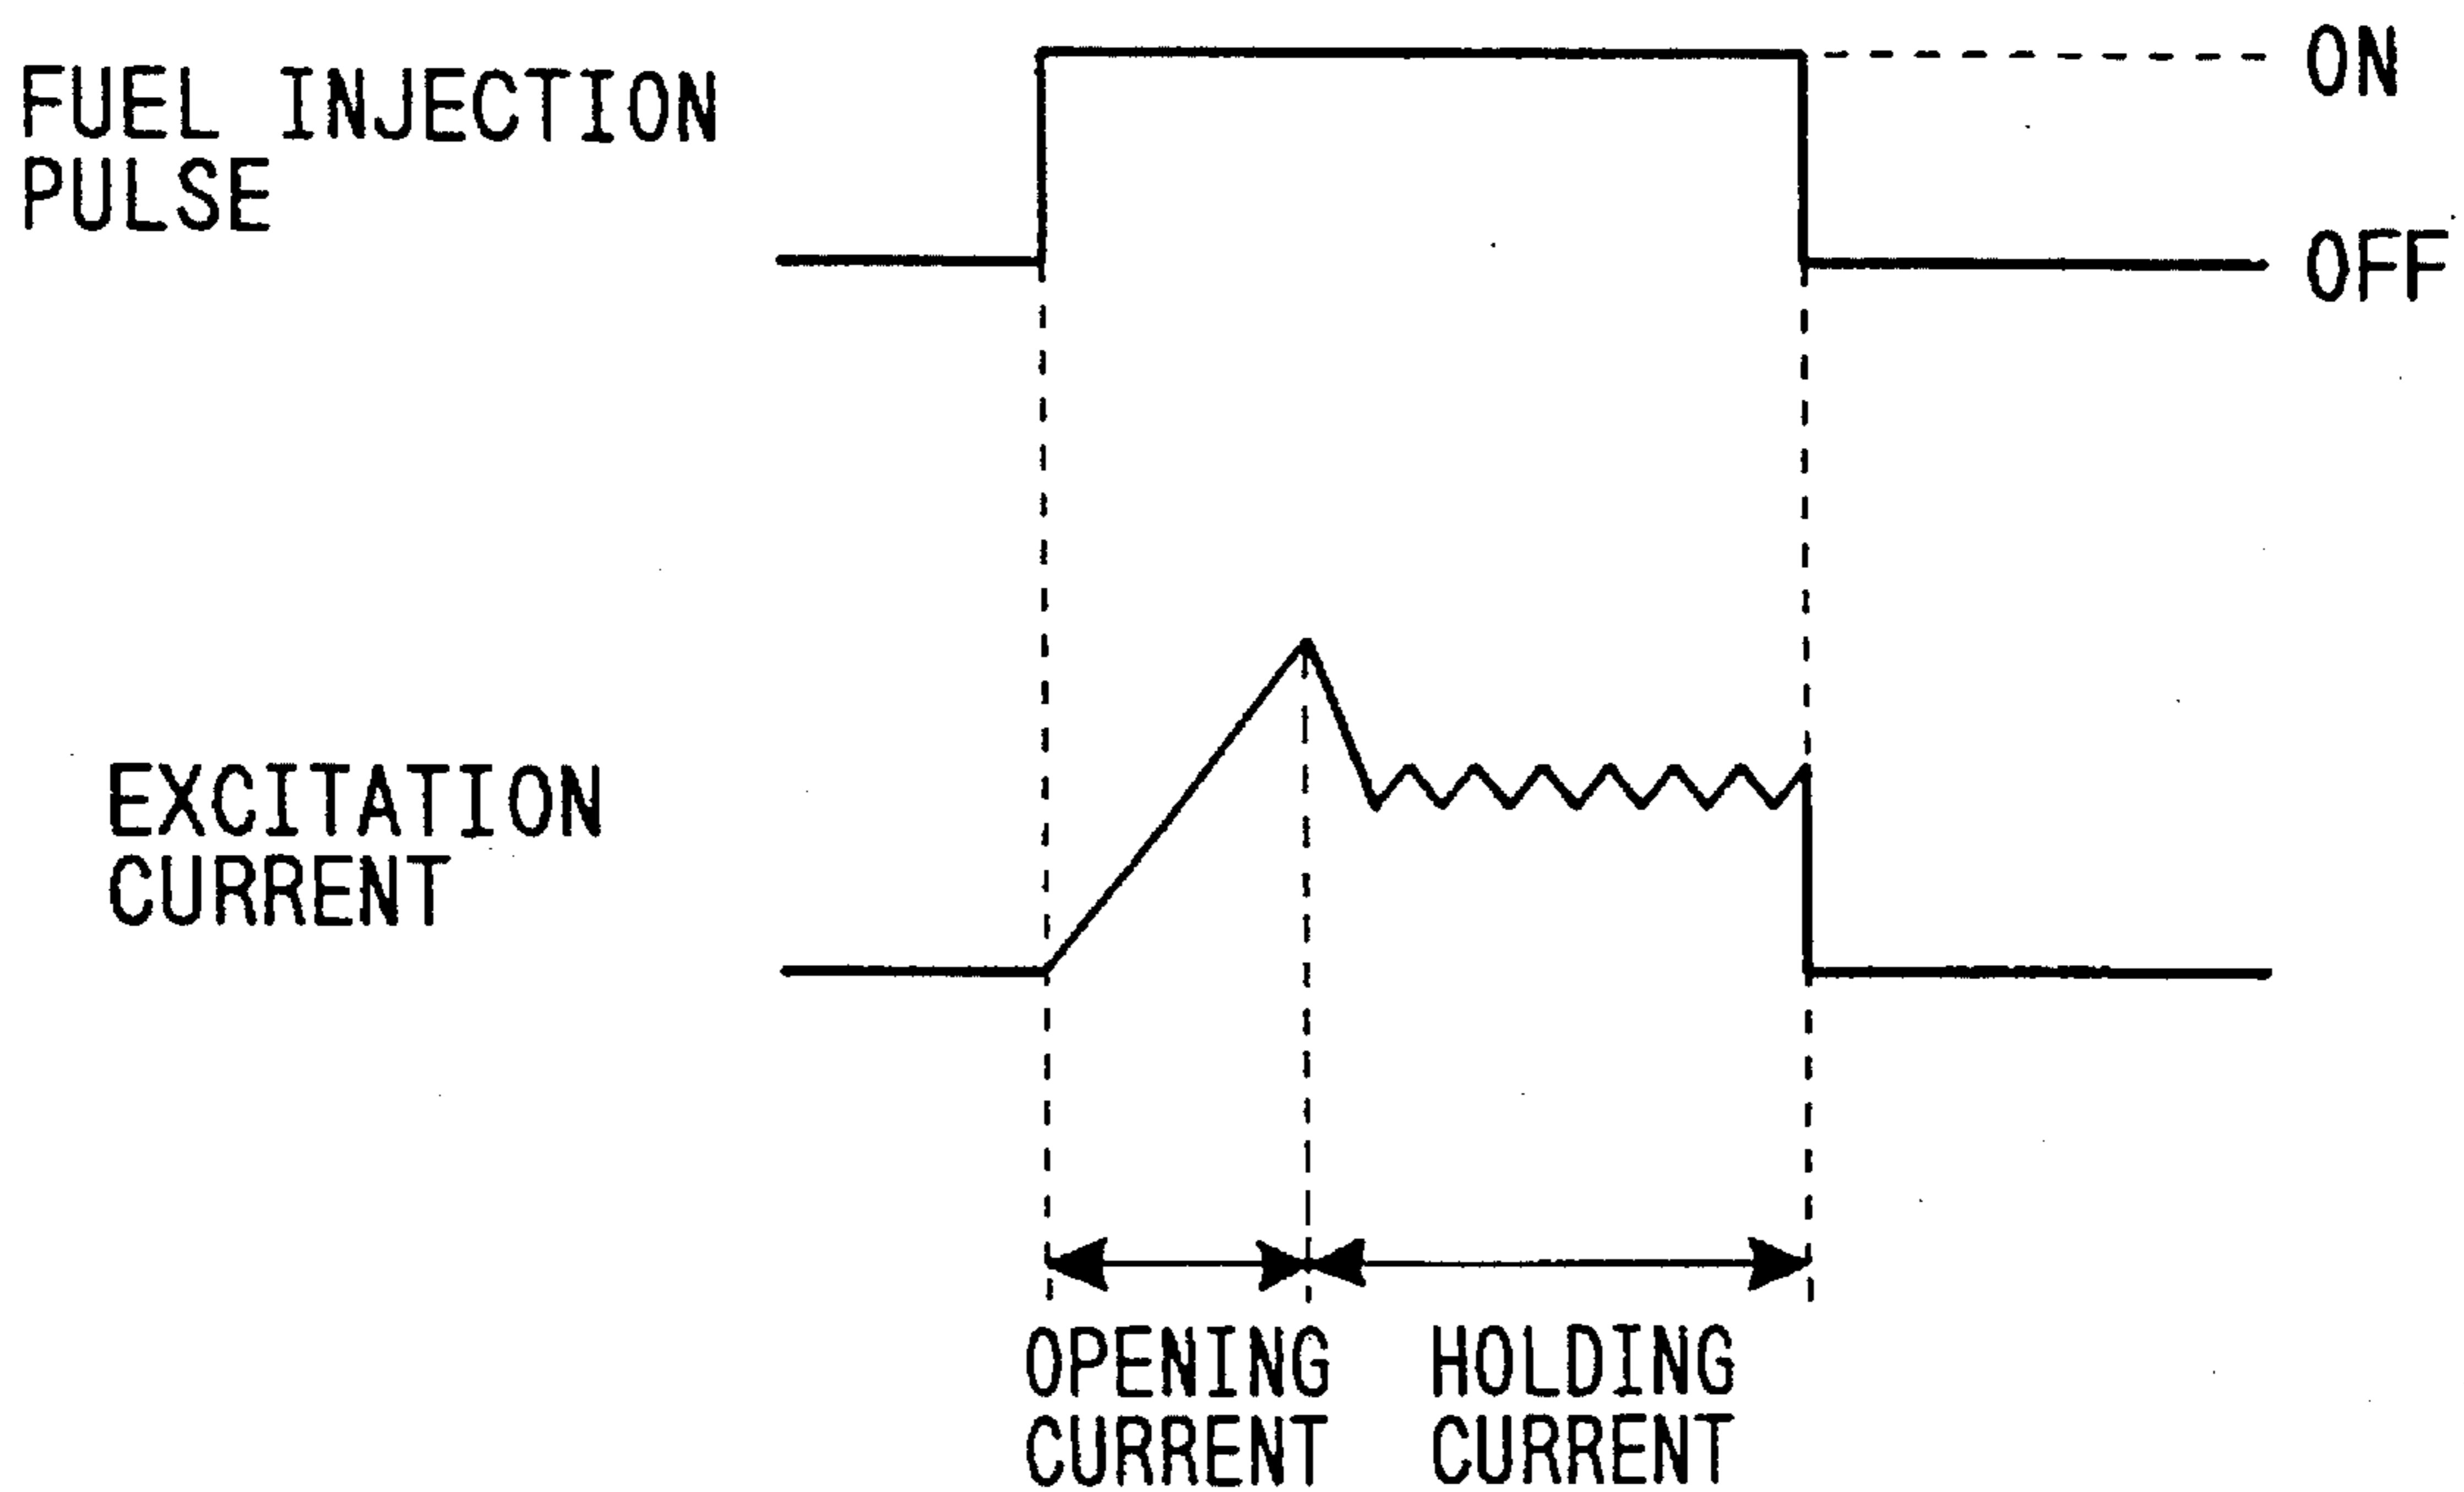 FUEL INJECTION
PULSE
ON
OFF
EXCITATION
CURRENT
OPENING
CURRENT
HOLDING
CURRENT